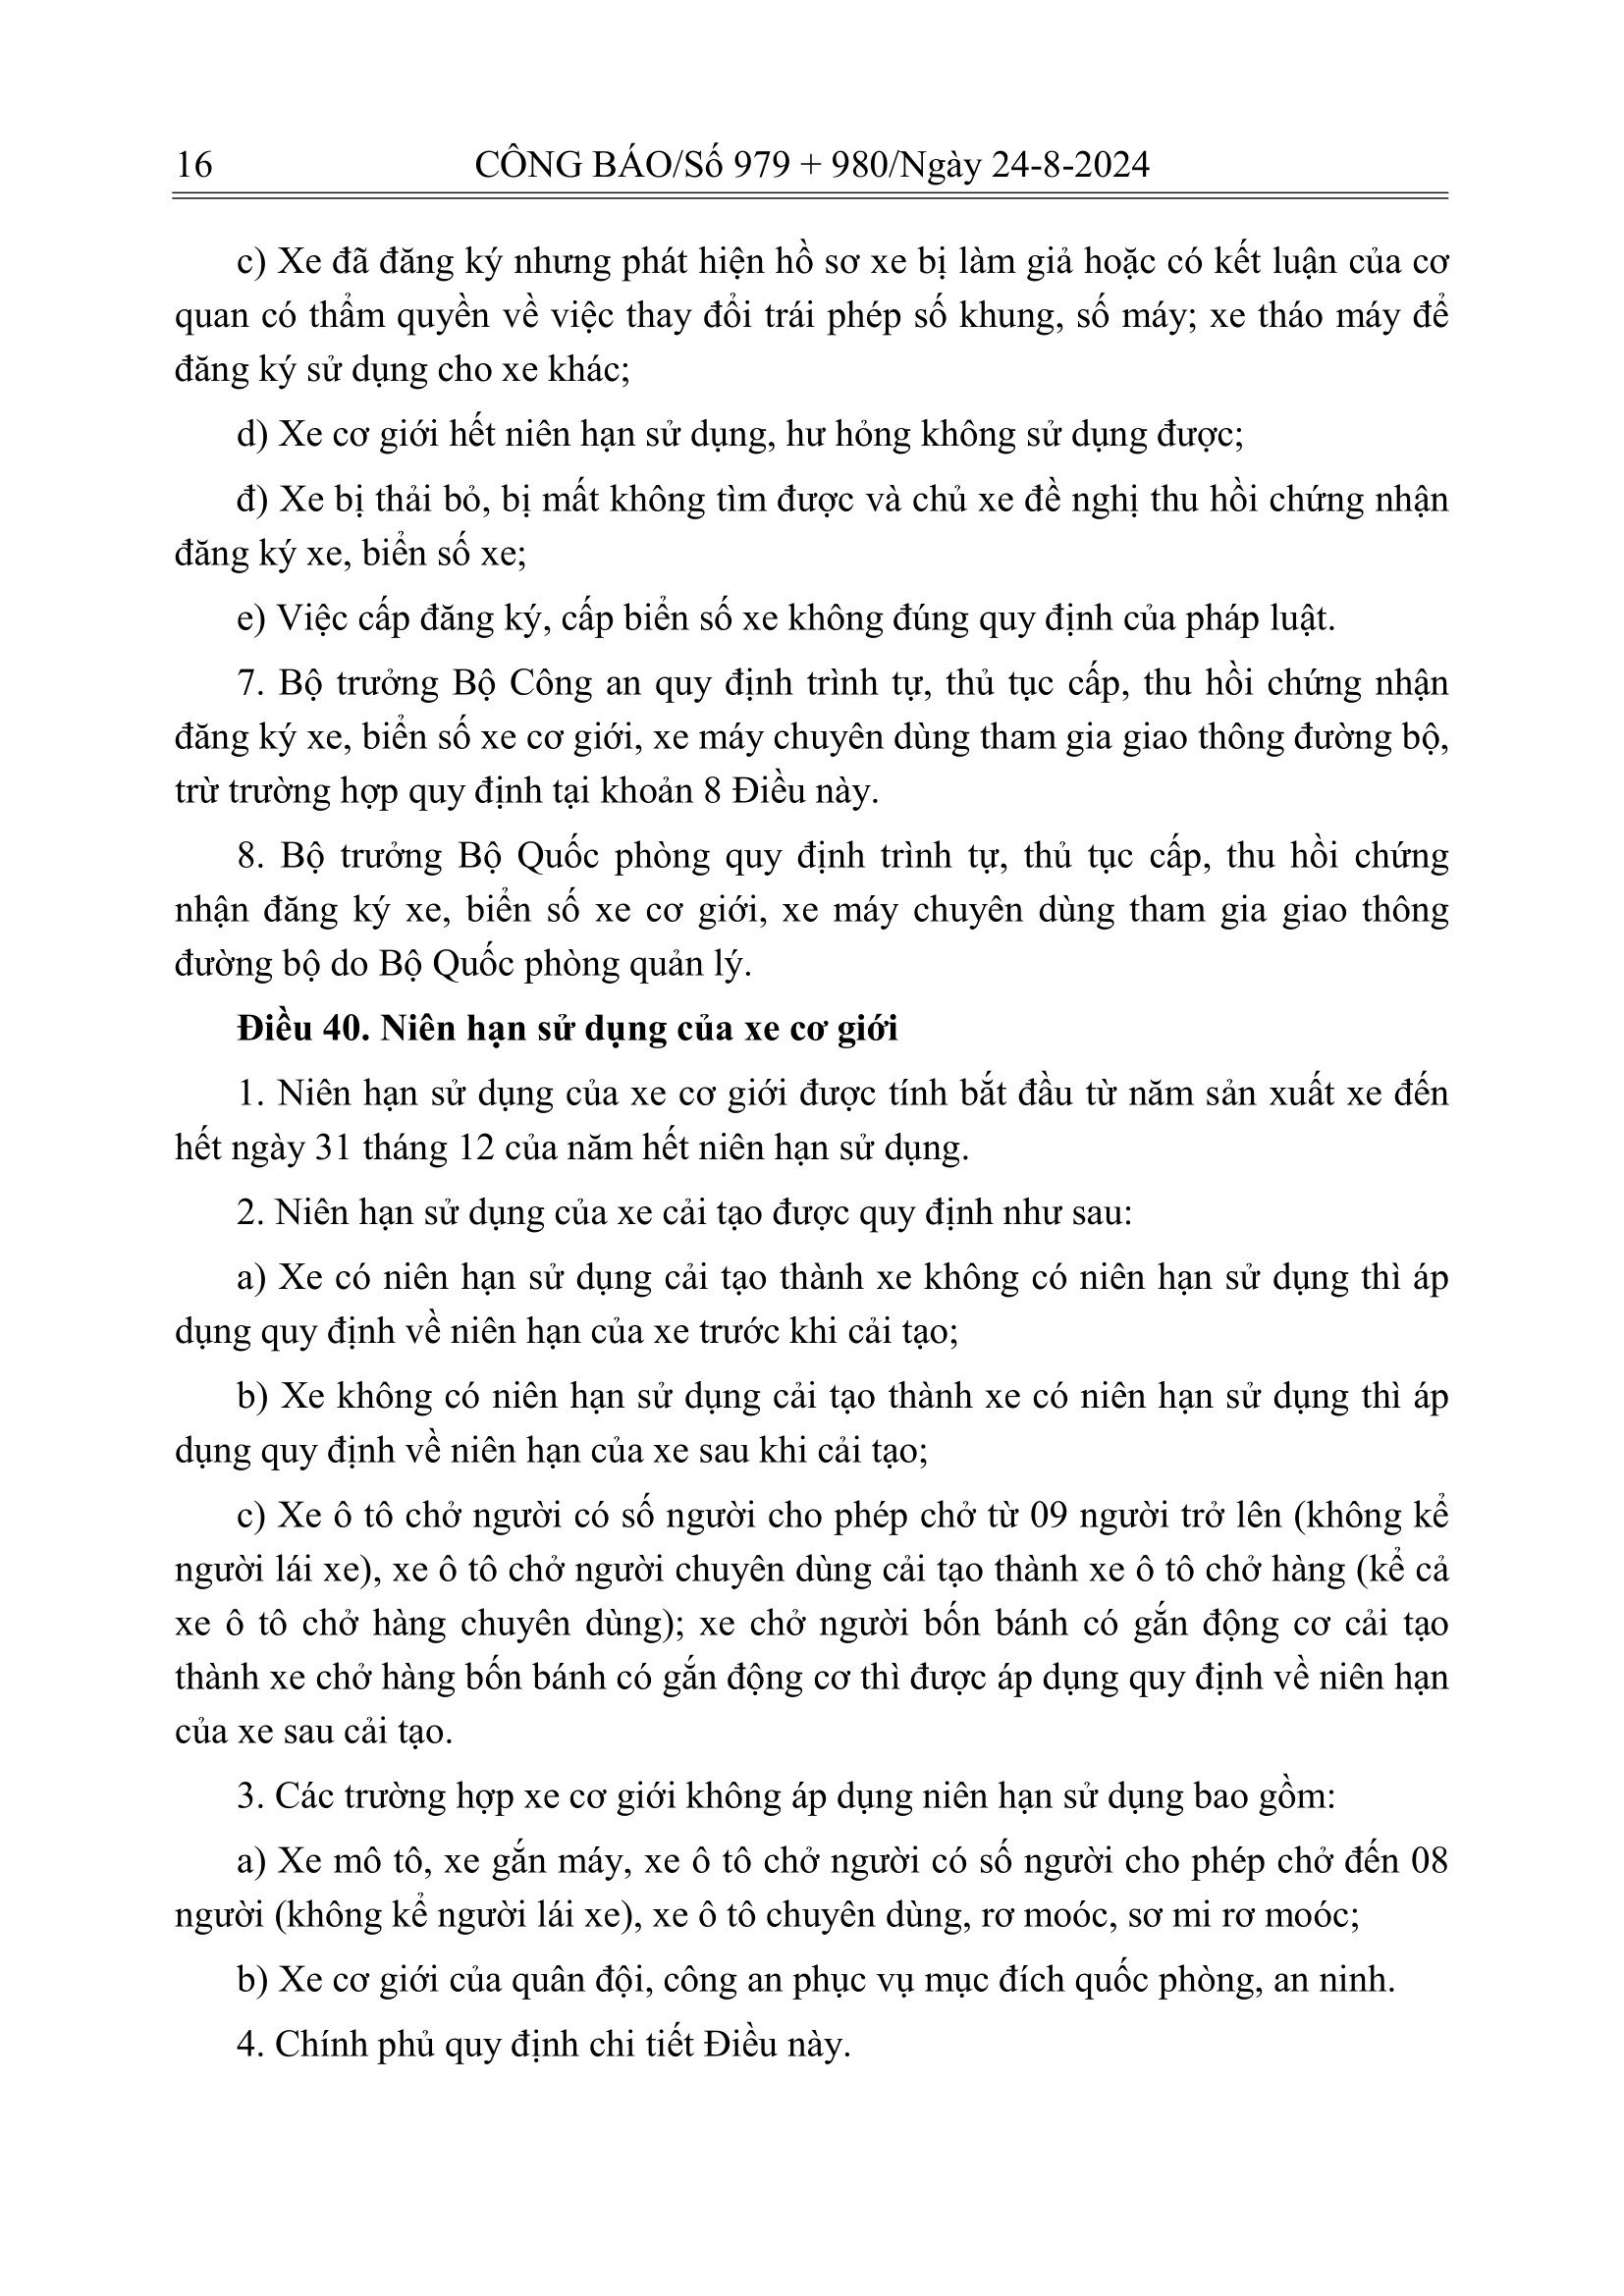 16 CÔNG BÁO/Số 979 + 980/Ngày 24-8-2024
c) Xe đã đăng ký nhưng phát hiện hồ sơ xe bị làm giả hoặc có kết luận của cơ
quan có thẩm quyền về việc thay đổi trái phép số khung, số máy; xe tháo máy để
đăng ký sử dụng cho xe khác;
d) Xe cơ giới hết niên hạn sử dụng, hư hỏng không sử dụng được;
đ) Xe bị thải bỏ, bị mất không tìm được và chủ xe đề nghị thu hồi chứng nhận
đăng ký xe, biển số xe;
e) Việc cấp đăng ký, cấp biển số xe không đúng quy định của pháp luật.
7. Bộ trưởng Bộ Công an quy định trình tự, thủ tục cấp, thu hồi chứng nhận
đăng ký xe, biển số xe cơ giới, xe máy chuyên dùng tham gia giao thông đường bộ,
trừ trường hợp quy định tại khoản 8 Điều này.
8. Bộ trưởng Bộ Quốc phòng quy định trình tự, thủ tục cấp, thu hồi chứng
nhận đăng ký xe, biển số xe cơ giới, xe máy chuyên dùng tham gia giao thông
đường bộ do Bộ Quốc phòng quản lý.
Điều 40. Niên hạn sử dụng của xe cơ giới
1. Niên hạn sử dụng của xe cơ giới được tính bắt đầu từ năm sản xuất xe đến
hết ngày 31 tháng 12 của năm hết niên hạn sử dụng.
2. Niên hạn sử dụng của xe cải tạo được quy định như sau:
a) Xe có niên hạn sử dụng cải tạo thành xe không có niên hạn sử dụng thì áp
dụng quy định về niên hạn của xe trước khi cải tạo;
b) Xe không có niên hạn sử dụng cải tạo thành xe có niên hạn sử dụng thì áp
dụng quy định về niên hạn của xe sau khi cải tạo;
c) Xe ô tô chở người có số người cho phép chở từ 09 người trở lên (không kể
người lái xe), xe ô tô chở người chuyên dùng cải tạo thành xe ô tô chở hàng (kể cả
xe ô tô chở hàng chuyên dùng); xe chở người bốn bánh có gắn động cơ cải tạo
thành xe chở hàng bốn bánh có gắn động cơ thì được áp dụng quy định về niên hạn
của xe sau cải tạo.
3. Các trường hợp xe cơ giới không áp dụng niên hạn sử dụng bao gồm:
a) Xe mô tô, xe gắn máy, xe ô tô chở người có số người cho phép chở đến 08
người (không kể người lái xe), xe ô tô chuyên dùng, rơ moóc, sơ mi rơ moóc;
b) Xe cơ giới của quân đội, công an phục vụ mục đích quốc phòng, an ninh.
4. Chính phủ quy định chi tiết Điều này.